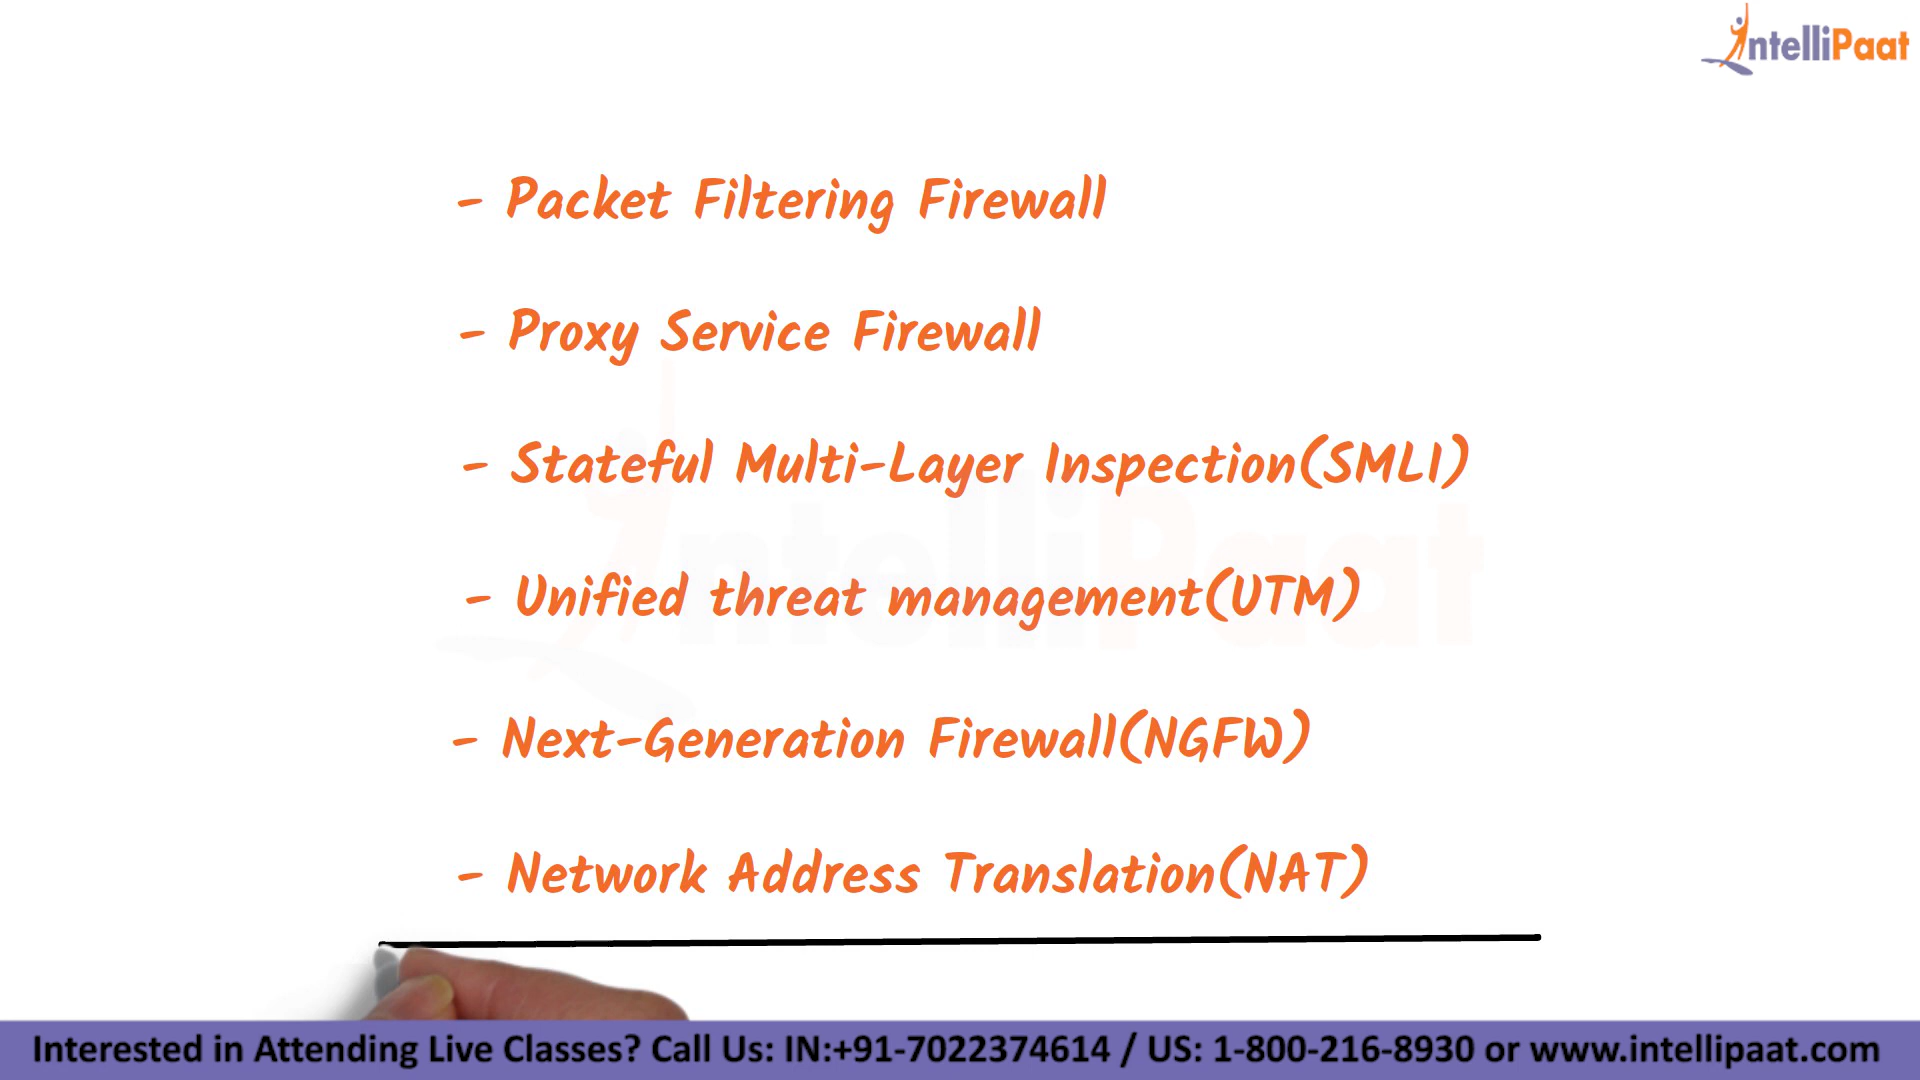 IntelliPaat
- Packet Filtering Firewall
- Proxy Service Firewall
- Stateful Multi-Layer Inspection(SMLI)
- Unified threat management(UTM)
- Next-Generation Firewall(NGFW)
- Network Address Translation(NAT)
IntelliPaat
Interested in Attending Live Classes? Call Us: IN:+91-7022374614 / US: 1-800-216-8930 or www.intellipaat.com